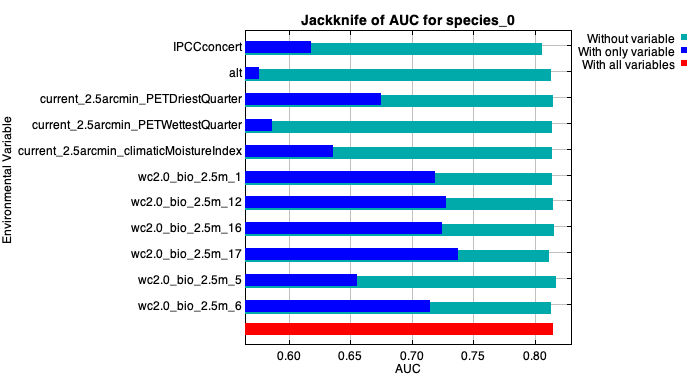 Jackknife of AUC for species_0
Without variable
With only variable
With all variables
Environmental Variable
IPCCconcert
alt
current_2.5arcmin_PETDriestQuarter
current_2.5arcmin_PETWettestQuarter
current_2.5arcmin_climaticMoistureIndex
wc2.0_bio_2.5m_1
wc2.0_bio_2.5m_12
wc2.0_bio_2.5m_16
wc2.0_bio_2.5m_17
wc2.0_bio_2.5m_5
wc2.0_bio_2.5m_6
0.60 0.65 0.70 0.75 0.80
AUC